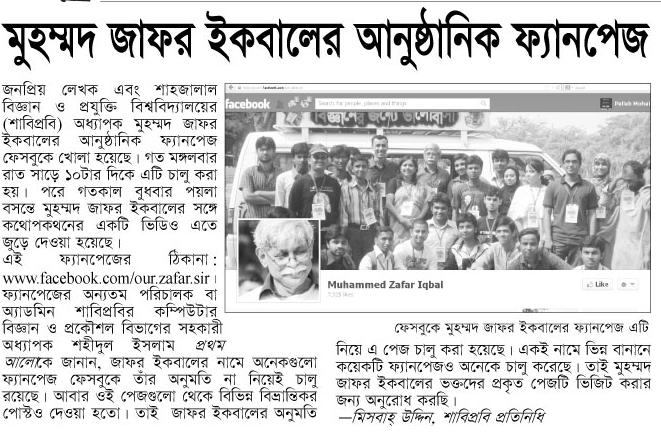 মুহম্মদ জাফর ইকবালের আনুষ্ঠানিক ফ্যানপেজ
জনপ্রিয় লেখক এবং শাহজালাল
বিজ্ঞান ও প্রযুক্তি বিশ্ববিদ্যালয়ের
(শাবিপ্রবি) অধ্যাপক মুহম্মদ জাফর
ইকবালের আনুষ্ঠানিক ফ্যানপেজ
ফেসবুকে খোলা হয়েছে। গত মঙ্গলবার
রাত সাড়ে ১০টার দিকে এটি চালু করা
হয়। পরে গতকাল বুধবার পয়লা
বসন্তে মুহম্মদ জাফর ইকবালের সঙ্গে
কথোপকথনের একটি ভিডিও এতে
জুড়ে দেওয়া হয়েছে।
এই ফ্যানপেজের ঠিকানা:
www.facebook.com/our.zafar.sir।
ফ্যানপেজের অন্যতম পরিচালক বা
অ্যাডমিন শাবিপ্রবির কম্পিউটার
বিজ্ঞান ও প্রকৌশল বিভাগের সহকারী
অধ্যাপক শহীদুল ইসলাম প্রথম
আলোকে জানান, জাফর ইকবালের নামে অনেকগুলো
ফ্যানপেজ ফেসবুকে তাঁর অনুমতি না নিয়েই চালু
রয়েছে। আবার ওই পেজগুলো থেকে বিভিন্ন বিভ্রান্তিকর
পোস্টও দেওয়া হতো। তাই জাফর ইকবালের অনুমতি
facebook
Search for people, places and things
বিজ্ঞানের জন্যে ভালোবাসা
Muhammed Zafar Iqbal
Like
ফেসবুকে মুহম্মদ জাফর ইকবালের ফ্যানপেজ এটি
নিয়ে এ পেজ চালু করা হয়েছে। একই নামে ভিন্ন বানানে
কয়েকটি ফ্যানপেজও অনেকে চালু করেছে। তাই মুহম্মদ
জাফর ইকবালের ভক্তদের প্রকৃত পেজটি ভিজিট করার
জন্য অনুরোধ করছি।
—মিসবাহ্ উদ্দিন, শাবিপ্রবি প্রতিনিধি